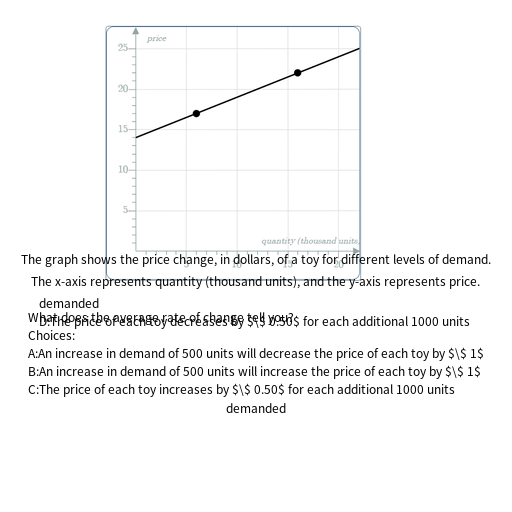 price
25
20
15
10
5
quantity (thousand units)
5 10 15 20
The graph shows the price change, in dollars, of a toy for different levels of demand.
The x-axis represents quantity (thousand units), and the y-axis represents price.
demanded
What does the average rate of change tell you?
D:The price of each toy decreases by $\$ 0.50$ for each additional 1000 units
Choices:
A:An increase in demand of 500 units will decrease the price of each toy by $\$ 1$
B:An increase in demand of 500 units will increase the price of each toy by $\$ 1$
C:The price of each toy increases by $\$ 0.50$ for each additional 1000 units
demanded